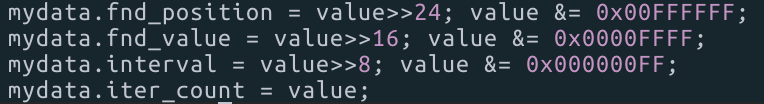 mydata.fnd_position = value>>24; value &= 0x00FFFFFF;
mydata.fnd_value = value>>16; value &= 0x0000FFFF;
mydata.interval = value>>8; value &= 0x000000FF;
mydata.iter_count = value;